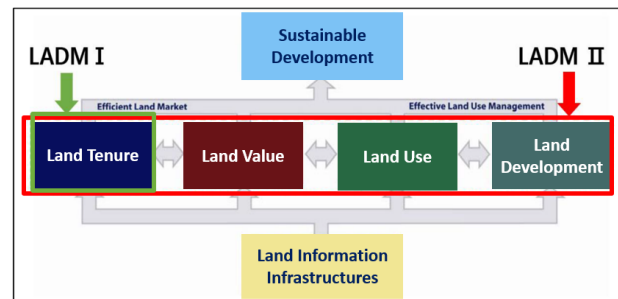 Sustainable
Development
LADM I
LADM II
Efficient Land Market
Effective Land Use Management
Land Tenure
Land Value
Land Use
Land
Development
Land Information
Infrastructures